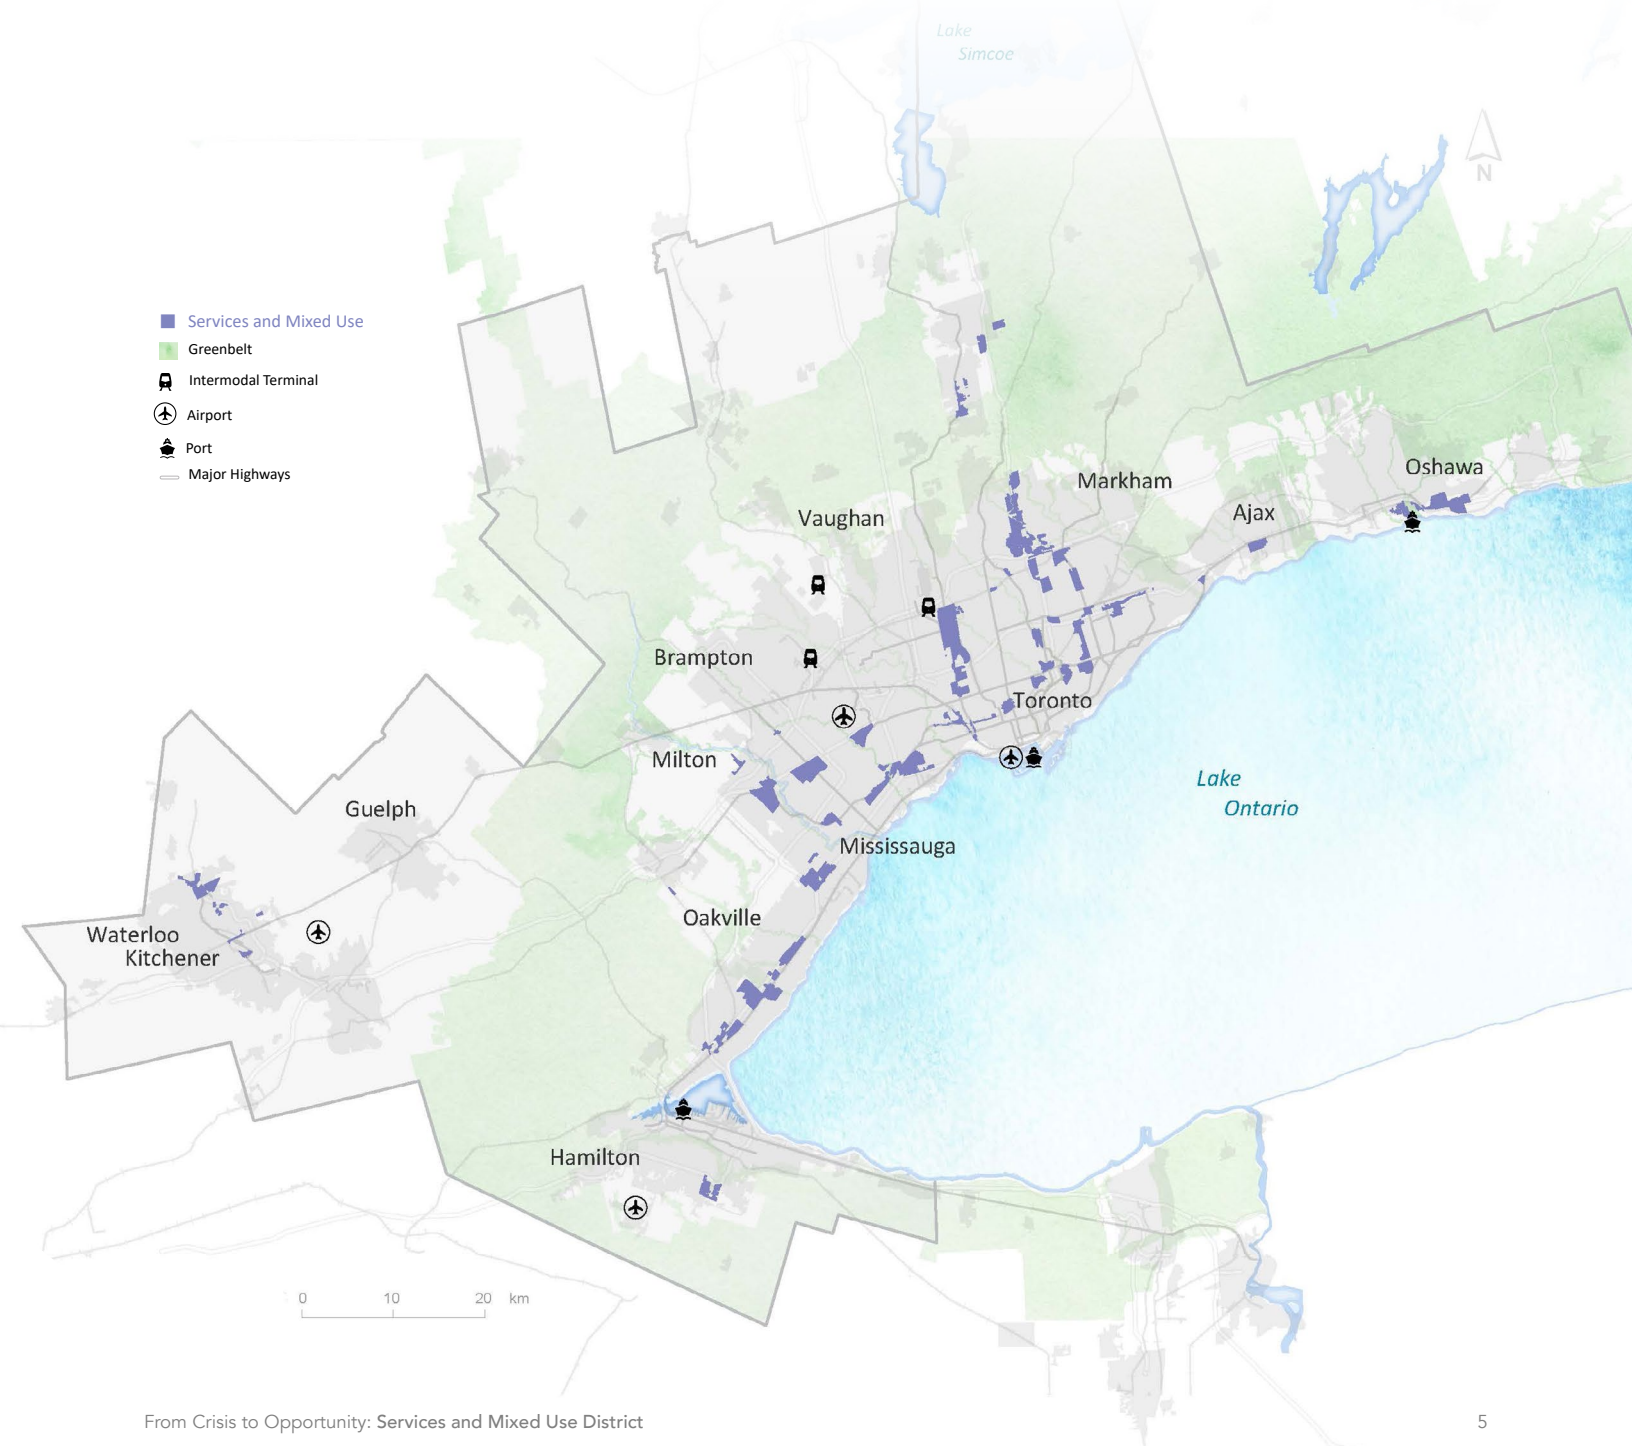 Lake
Simcoe
N
Services and Mixed Use
Greenbelt
Intermodal Terminal
Airport
Port
Major Highways
Oshawa
Markham
Ajax
Vaughan
Brampton
Toronto
Milton
Lake
Ontario
Guelph
Mississauga
Oakville
Waterloo
Kitchener
Hamilton
0 10 20 km
From Crisis to Opportunity: Services and Mixed Use District 5